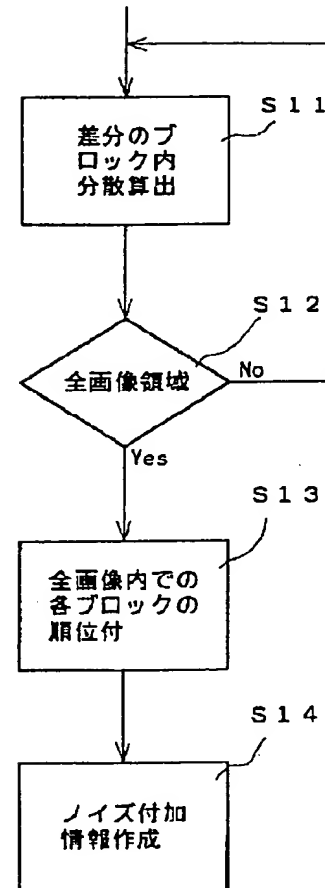 S11
差分のブ
ロック内
分散算出
S12
全画像領域
No
Yes
S13
全画像内での
各ブロックの
順位付
S14
ノイズ付加
情報作成